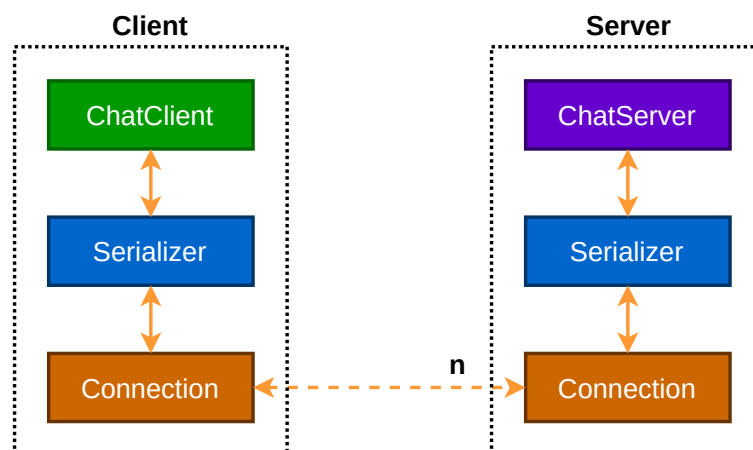 Client
Server
ChatClient
ChatServer
Serializer
Serializer
n
Connection
Connection